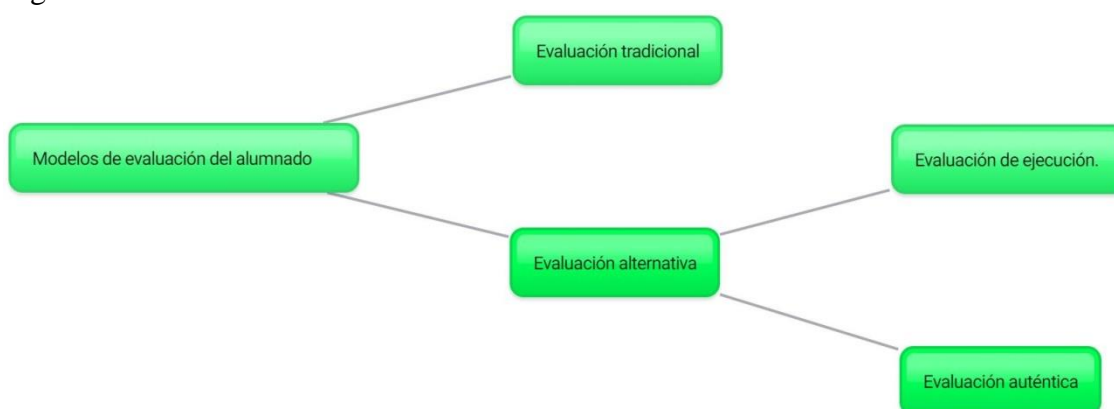 Evaluación tradicional
Modelos de evaluación del alumnado
Evaluación de ejecución.
Evaluación alternativa
Evaluación auténtica